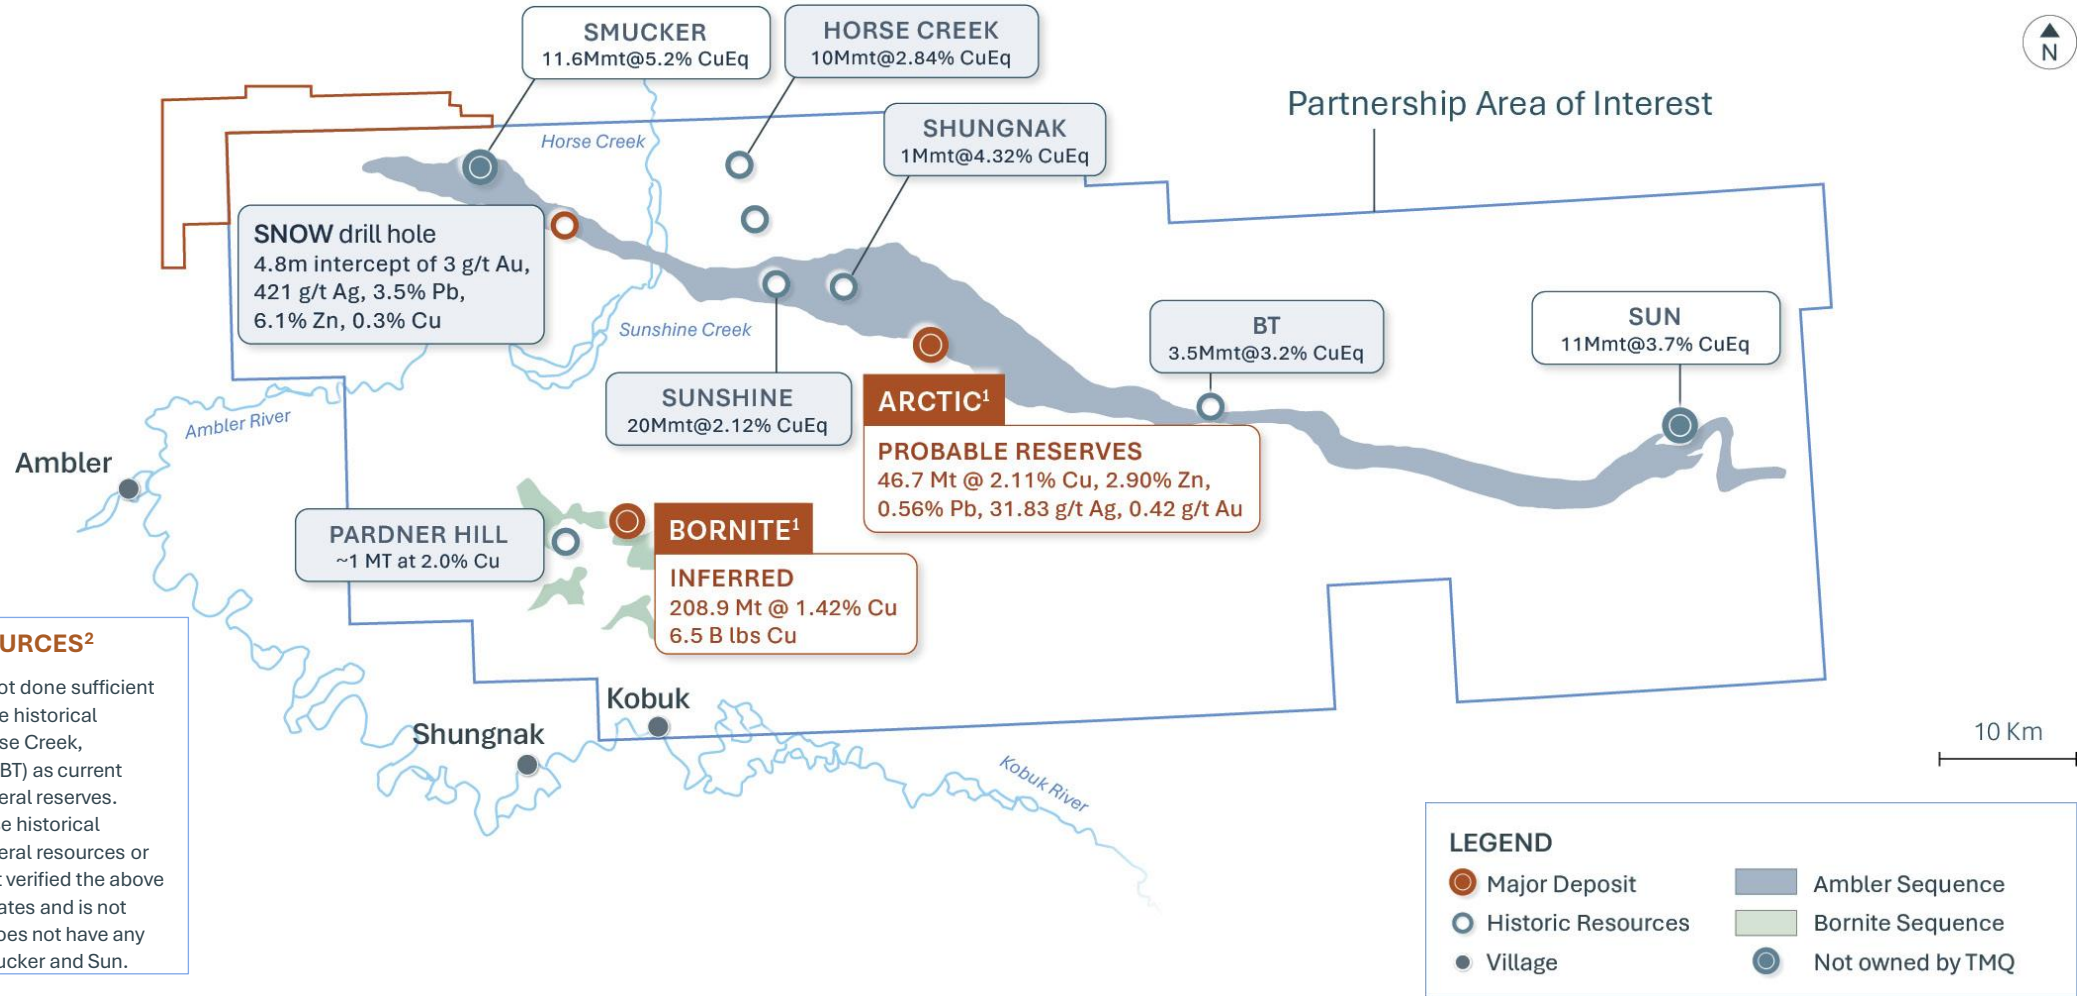 SMUCKER
11.6Mmt@5.2% CuEq
HORSE CREEK
10Mmt@2.84% CuEq
N
Partnership Area of Interest
SHUNGNAK
1Mmt@4.32% CuEq
Horse Creek
SNOW drill hole
4.8m intercept of 3 g/t Au,
421 g/t Ag, 3.5% Pb,
6.1% Zn, 0.3% Cu
Sunshine Creek
BT
3.5Mmt@3.2% CuEq
SUN
11Mmt@3.7% CuEq
SUNSHINE
20Mmt@2.12% CuEq
ARCTIC¹
PROBABLE RESERVES
46.7 Mt @ 2.11% Cu, 2.90% Zn,
0.56% Pb, 31.83 g/t Ag, 0.42 g/t Au
Ambler River
Ambler
PARDNER HILL
~1 MT at 2.0% Cu
BORNITE¹
INFERRED
208.9 Mt @ 1.42% Cu
6.5 B lbs Cu
URCES²
ot done sufficient
e historical
se Creek,
BT) as current
eral reserves.
e historical
eral resources or
t verified the above
ates and is not
oes not have any
ucker and Sun.
Kobuk
Shungnak
Kobuk River
10 Km
LEGEND
Major Deposit
Historic Resources
Village
Ambler Sequence
Bornite Sequence
Not owned by TMQ